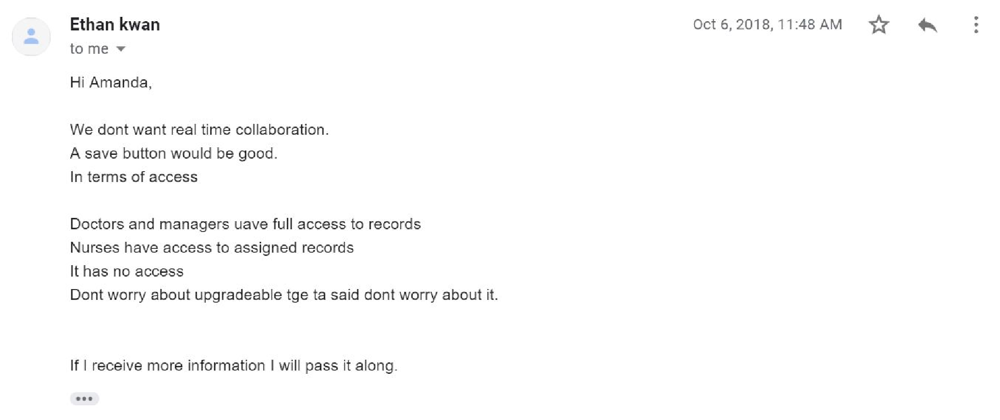 Ethan kwan
Oct 6, 2018, 11:48 AM
to me
Hi Amanda,
We dont want real time collaboration.
A save button would be good.
In terms of access
Doctors and managers uave full access to records
Nurses have access to assigned records
It has no access
Dont worry about upgradeable tge ta said dont worry about it.
If I receive more information I will pass it along.